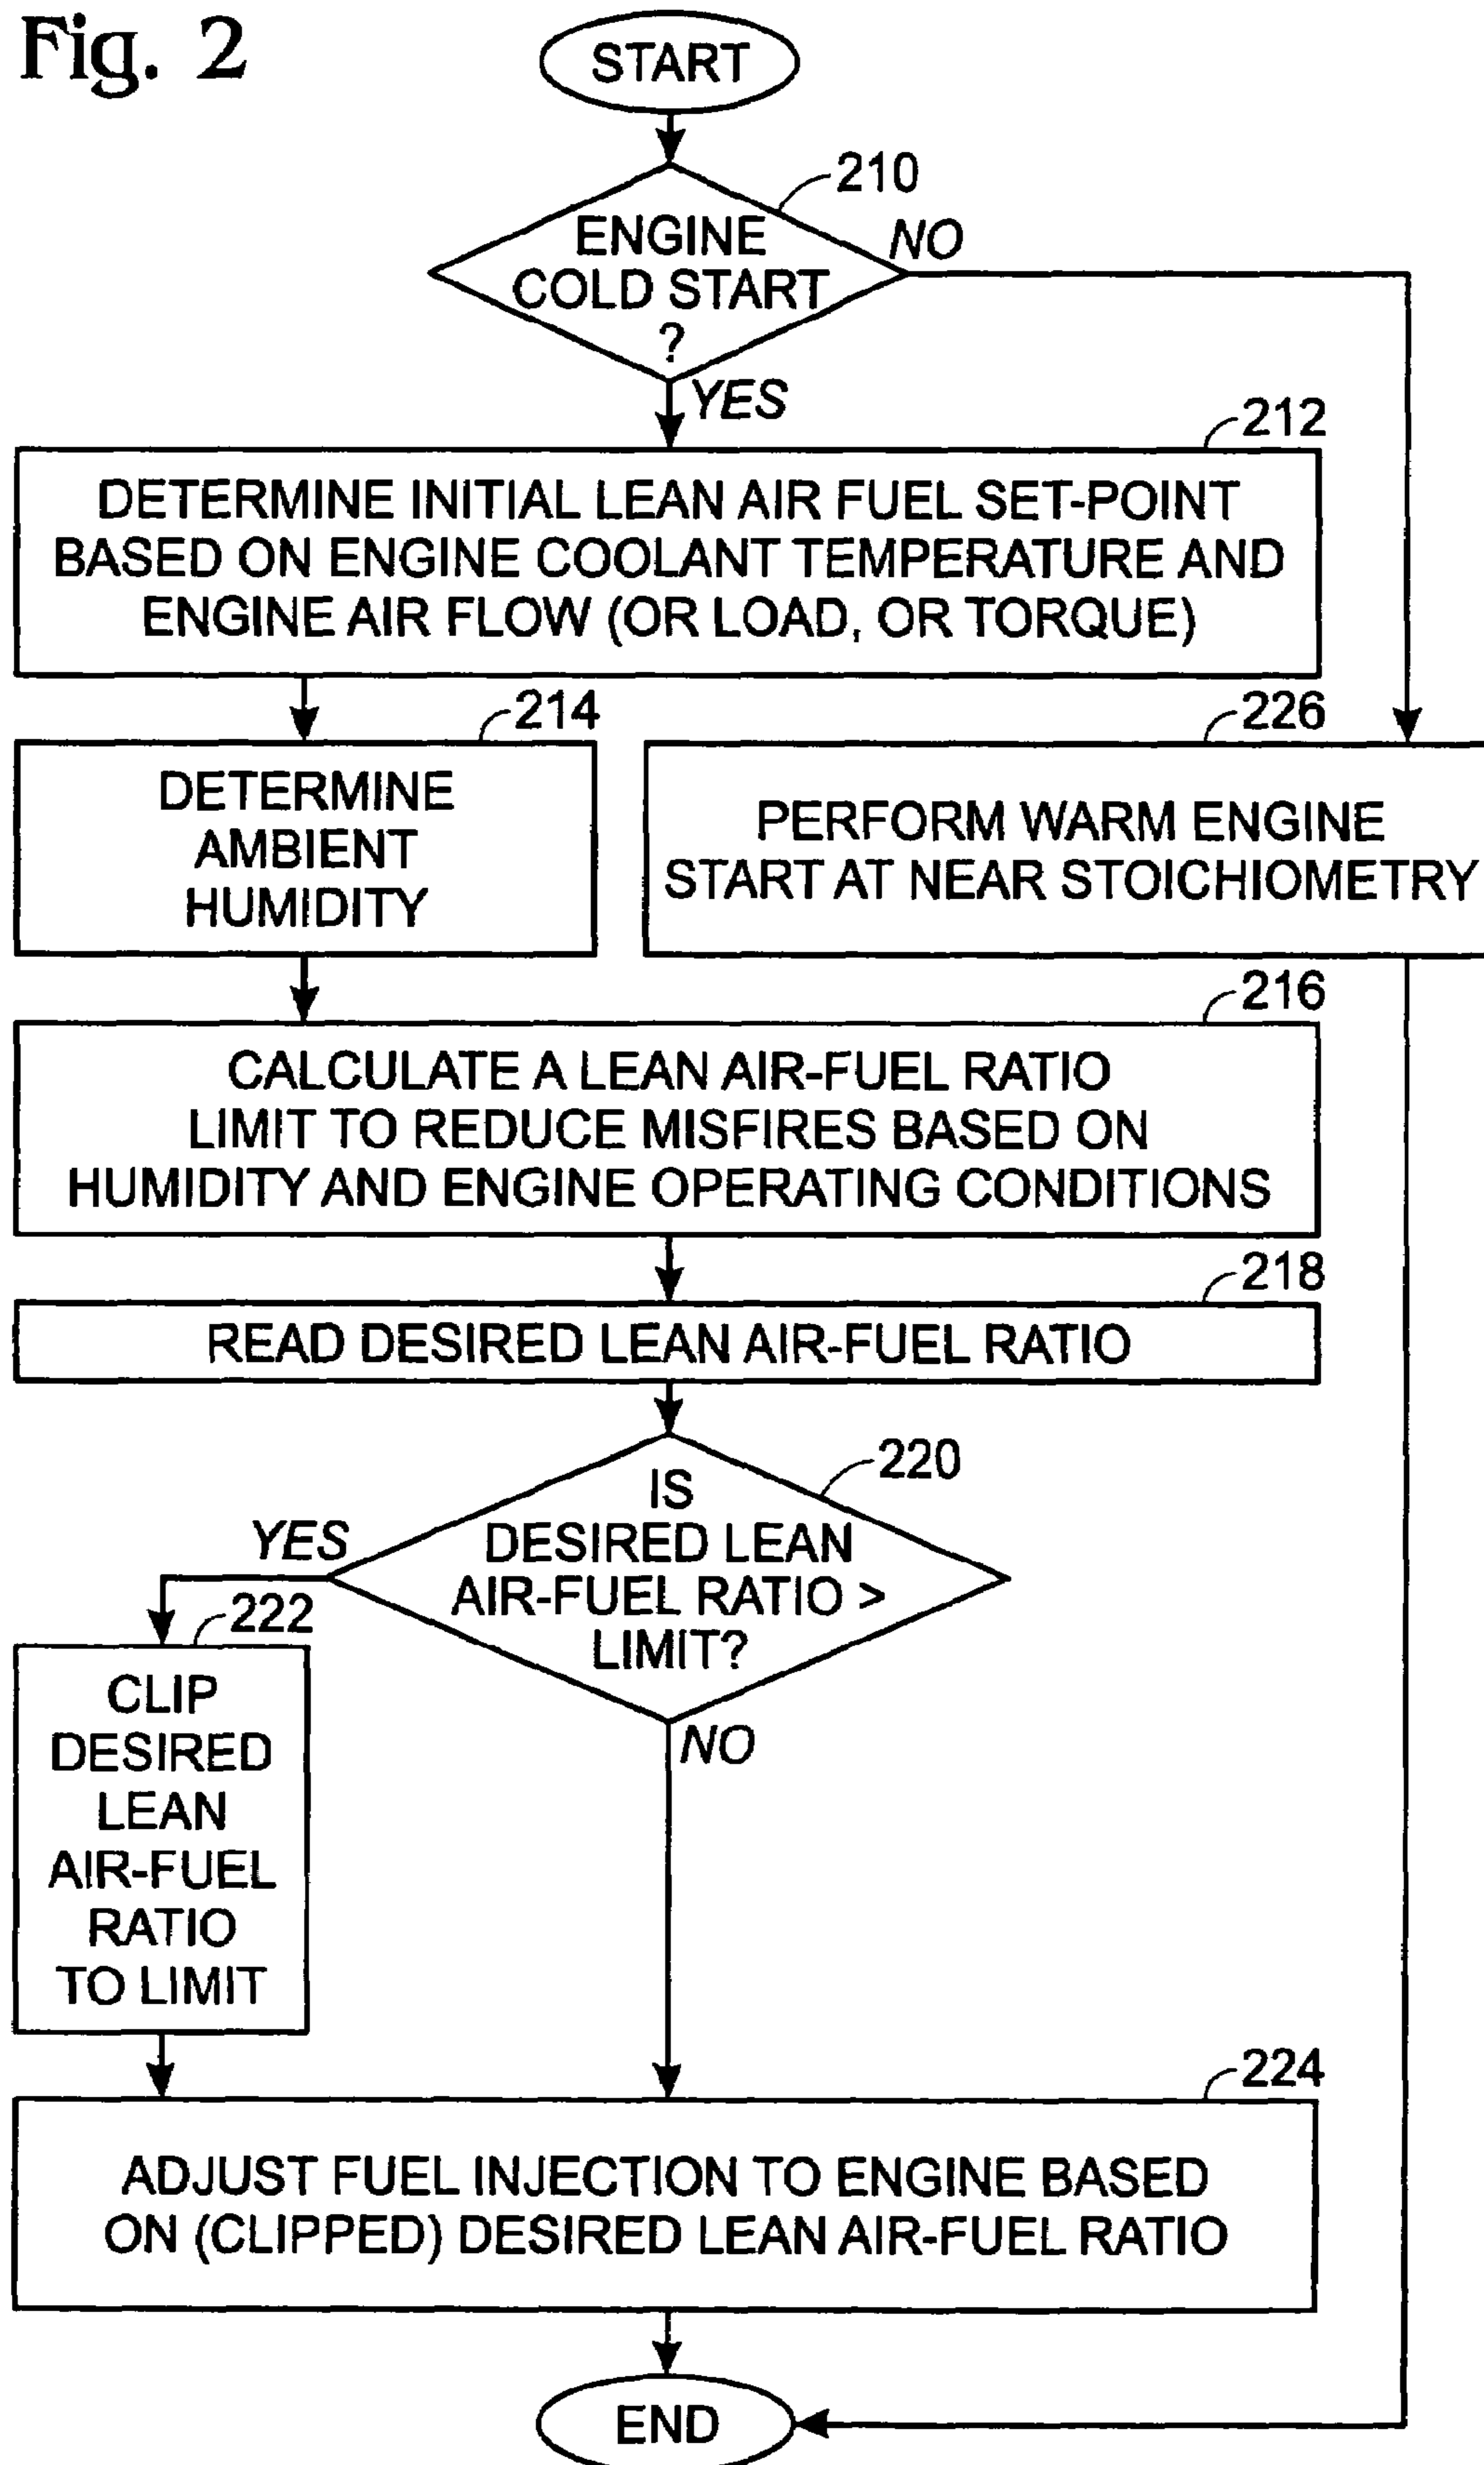 Fig. 2
START
210
ENGINE
COLD START
?
NO
YES
212
DETERMINE INITIAL LEAN AIR FUEL SET-POINT
BASED ON ENGINE COOLANT TEMPERATURE AND
ENGINE AIR FLOW (OR LOAD, OR TORQUE)
214
DETERMINE
AMBIENT
HUMIDITY
226
PERFORM WARM ENGINE
START AT NEAR STOICHIOMETRY
216
CALCULATE A LEAN AIR-FUEL RATIO
LIMIT TO REDUCE MISFIRES BASED ON
HUMIDITY AND ENGINE OPERATING CONDITIONS
218
READ DESIRED LEAN AIR-FUEL RATIO
220
IS
DESIRED LEAN
AIR-FUEL RATIO >
LIMIT?
YES
NO
222
CLIP
DESIRED
LEAN
AIR-FUEL
RATIO
TO LIMIT
224
ADJUST FUEL INJECTION TO ENGINE BASED
ON (CLIPPED) DESIRED LEAN AIR-FUEL RATIO
END